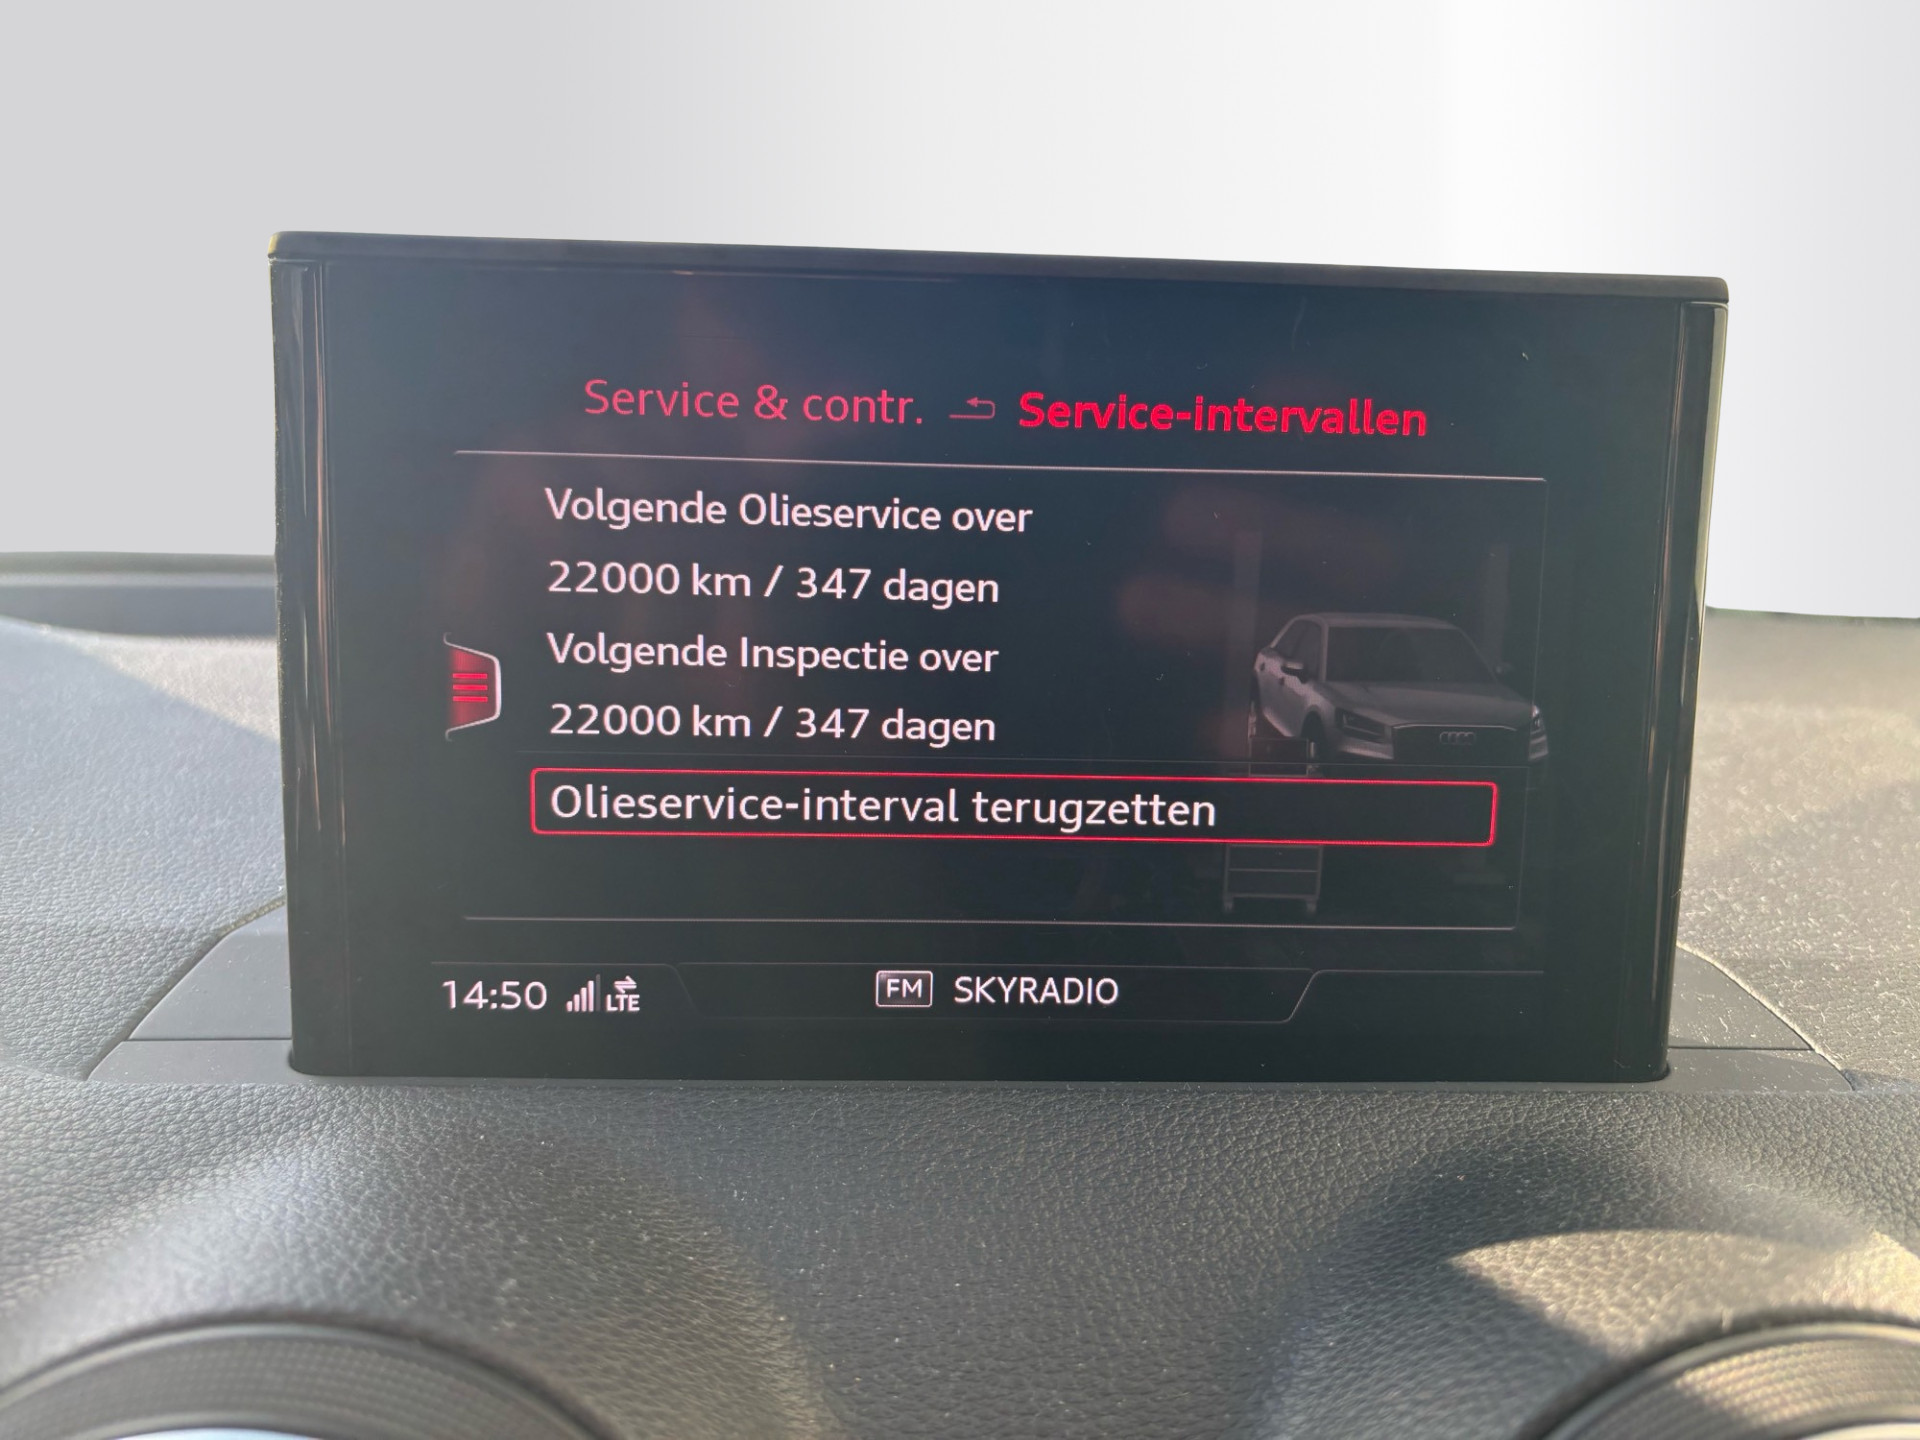 Service & contr. Service-intervallen
Volgende Olieservice over
22000 km / 347 dagen
Volgende Inspectie over
22000 km / 347 dagen
Olieservice-interval terugzetten
14:50 LTE FM SKYRADIO